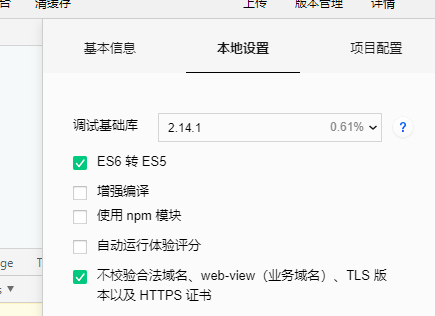 台 清缓存 上传 版本管理 详情
基本信息 本地设置 项目配置
调试基础库 2.14.1 0.61% ?
ES6 转 ES5
增强编译
使用 npm 模块
自动运行体验评分
不校验合法域名、web-view（业务域名）、TLS 版
本以及 HTTPS 证书
ge T
s